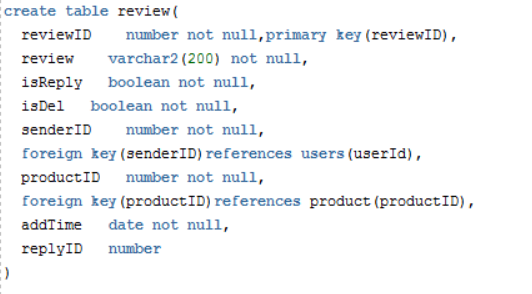 create table review(
reviewID number not null,primary key(reviewID),
review varchar2(200) not null,
isReply boolean not null,
isDel boolean not null,
senderID number not null,
foreign key(senderID)references users(userId),
productID number not null,
foreign key(productID)references product(productID),
addTime date not null,
replyID number
)